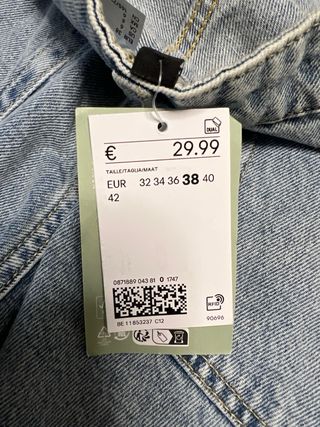 DUAL
€ 29.99
TAILLE/TAGLIA/MAAT
EUR 32 34 36 38 40
42
0871889 043 81 0 1747
RFID
BE 11853237 C12
90696